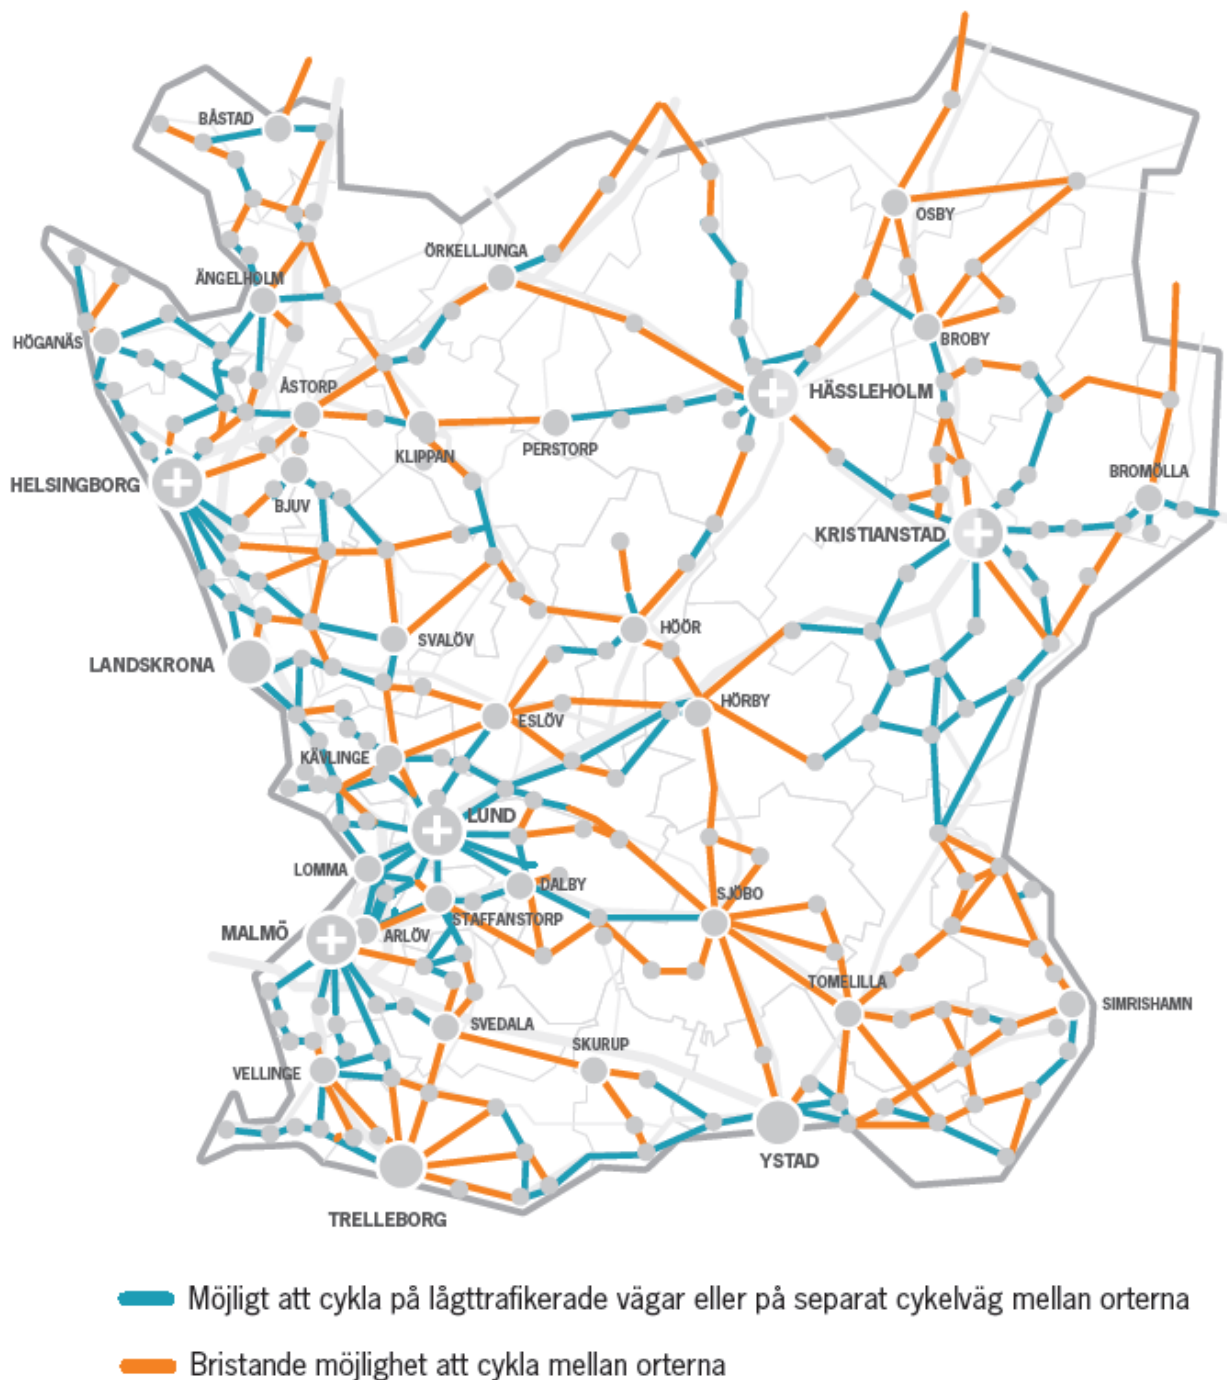 BÅSTAD
OSBY
ÖRKELLJUNGA
ÄNGELHOLM
HÖGANÄS
BROBY
ÅSTORP
HÄSSLEHOLM
KLIPPAN
PERSTORP
BROMÖLLA
HELSINGBORG
BJUV
KRISTIANSTAD
SVALÖV
HÖÖR
LANDSKRONA
HÖRBY
ESLÖV
KÄVLINGE
LUND
LOMMA
DALBY
SJÖBO
STAFFANSTORP
MALMÖ
ARLÖV
TOMELILLA
SIMRISHAMN
SVEDALA
SKURUP
VELLINGE
YSTAD
TRELLEBORG
Möjligt att cykla på lågttrafikerade vägar eller på separat cykelväg mellan orterna
Bristande möjlighet att cykla mellan orterna